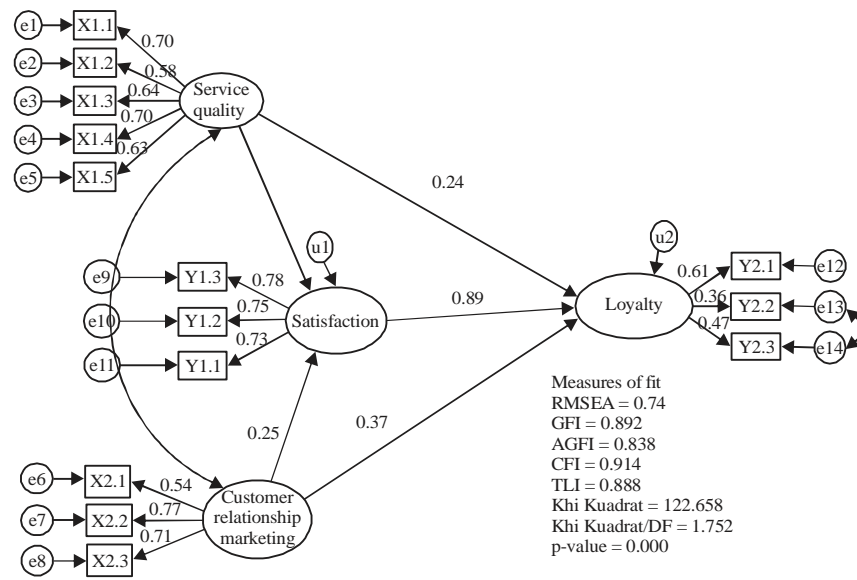 e1 X1.1 0.70
e2 X1.2 0.58
e3 X1.3 0.64
e4 X1.4 0.70
e5 X1.5 0.63
Service
quality
0.24
u1
u2
e9 Y1.3 0.78
e10 Y1.2 0.75
e11 Y1.1 0.73
Satisfaction
0.89
Loyalty
0.61 Y2.1 e12
0.36 Y2.2 e13
0.47 Y2.3 e14
0.25
0.37
e6 X2.1 0.54
e7 X2.2 0.77
e8 X2.3 0.71
Customer
relationship
marketing
Measures of fit
RMSEA = 0.74
GFI = 0.892
AGFI = 0.838
CFI = 0.914
TLI = 0.888
Khi Kuadrat = 122.658
Khi Kuadrat/DF = 1.752
p-value = 0.000